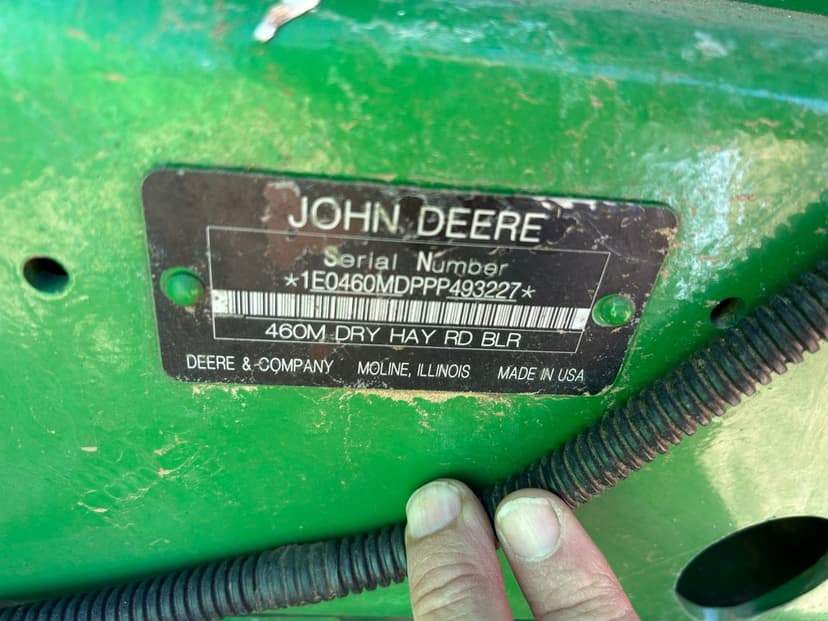 JOHN DEERE
Serial Number
*1E0460MDPPP493227*
460M DRY HAY RD BLR
DEERE & COMPANY MOLINE, ILLINOIS MADE IN USA